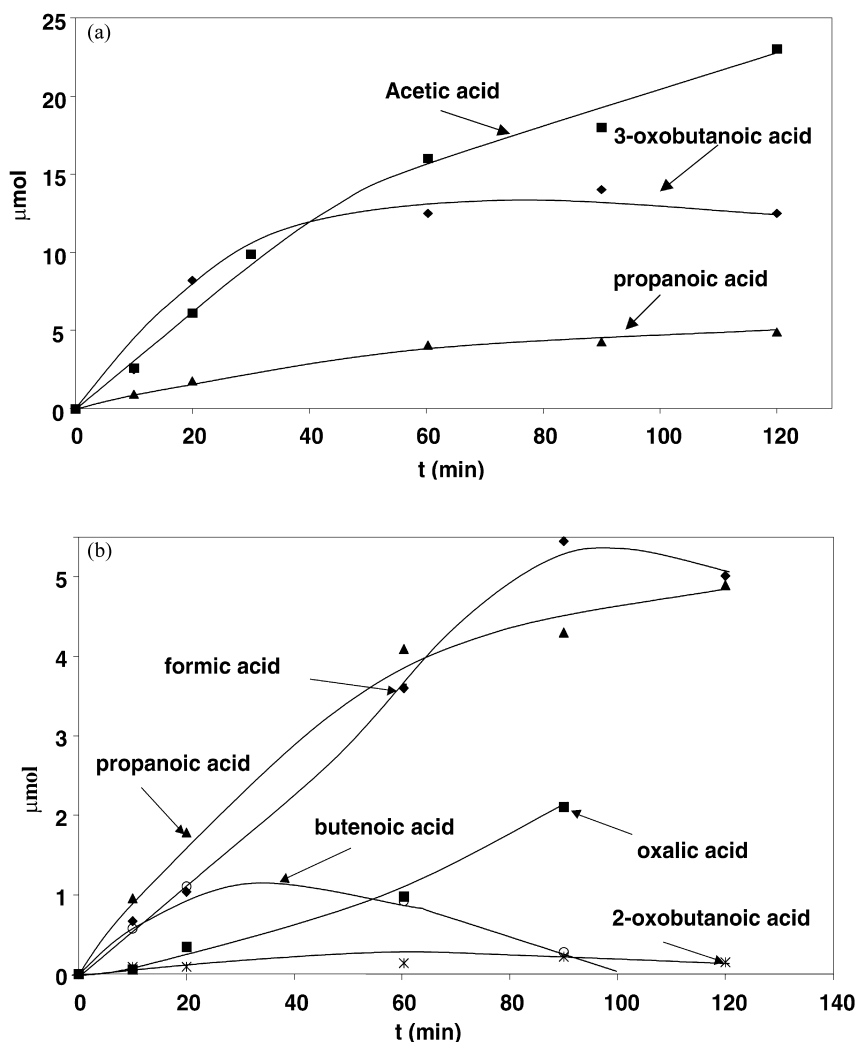 (a)
25
20
15
10
5
0
μmol
Acetic acid
3-oxobutanoic acid
propanoic acid
0 20 40 60 80 100 120
t (min)
(b)
5
4
3
2
1
0
μmol
formic acid
propanoic acid
butenoic acid
oxalic acid
2-oxobutanoic acid
0 20 40 60 80 100 120 140
t (min)